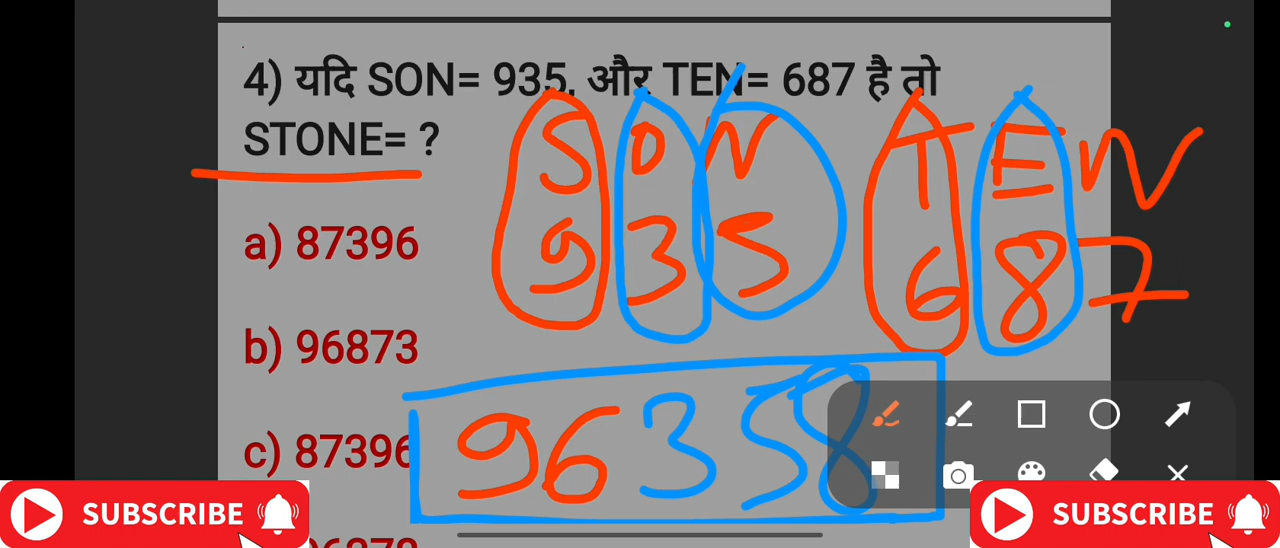 4) यदि SON= 935, और TEN= 687 है तो
STONE= ?
S O N T E N
9 3 5 6 8 7
a) 87396
b) 96873
c) 87396
96358
SUBSCRIBE
SUBSCRIBE